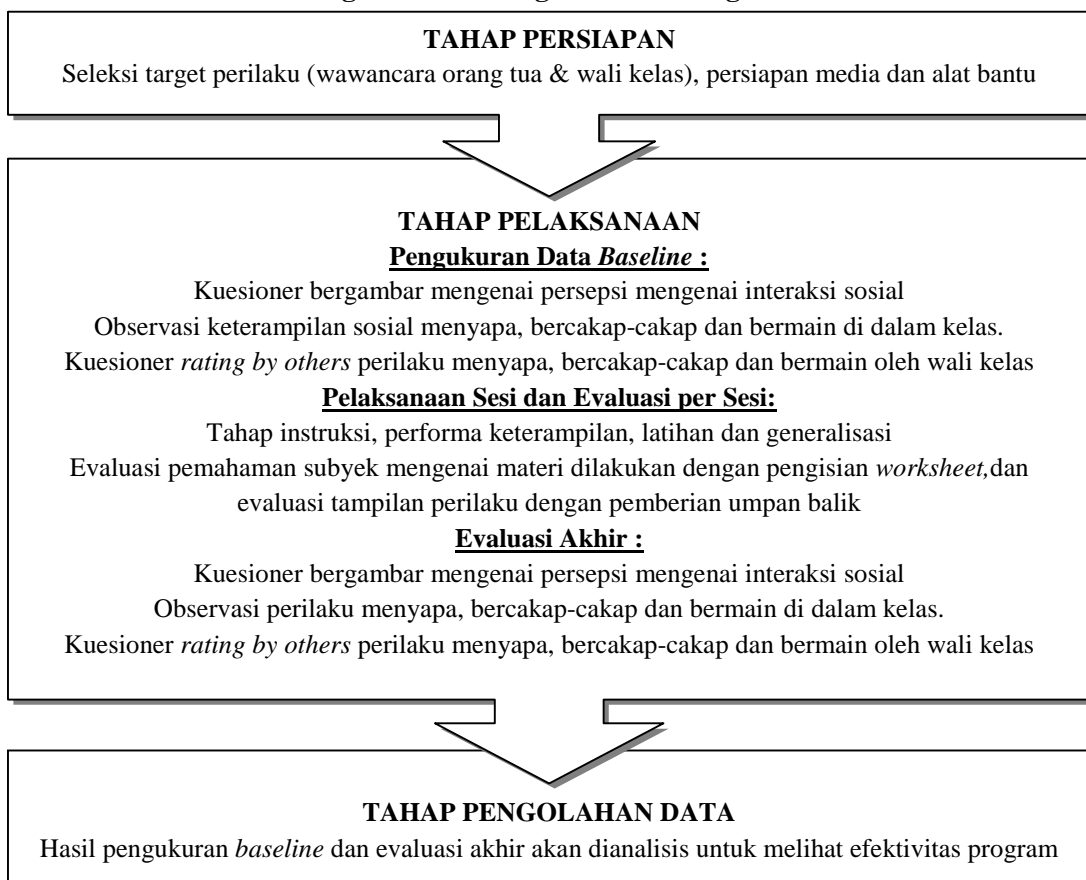 TAHAP PERSIAPAN
Seleksi target perilaku (wawancara orang tua & wali kelas), persiapan media dan alat bantu
TAHAP PELAKSANAAN
Pengukuran Data Baseline :
Kuesioner bergambar mengenai persepsi mengenai interaksi sosial
Observasi keterampilan sosial menyapa, bercakap-cakap dan bermain di dalam kelas.
Kuesioner rating by others perilaku menyapa, bercakap-cakap dan bermain oleh wali kelas
Pelaksanaan Sesi dan Evaluasi per Sesi:
Tahap instruksi, performa keterampilan, latihan dan generalisasi
Evaluasi pemahaman subyek mengenai materi dilakukan dengan pengisian worksheet,dan
evaluasi tampilan perilaku dengan pemberian umpan balik
Evaluasi Akhir :
Kuesioner bergambar mengenai persepsi mengenai interaksi sosial
Observasi perilaku menyapa, bercakap-cakap dan bermain di dalam kelas.
Kuesioner rating by others perilaku menyapa, bercakap-cakap dan bermain oleh wali kelas
TAHAP PENGOLAHAN DATA
Hasil pengukuran baseline dan evaluasi akhir akan dianalisis untuk melihat efektivitas program